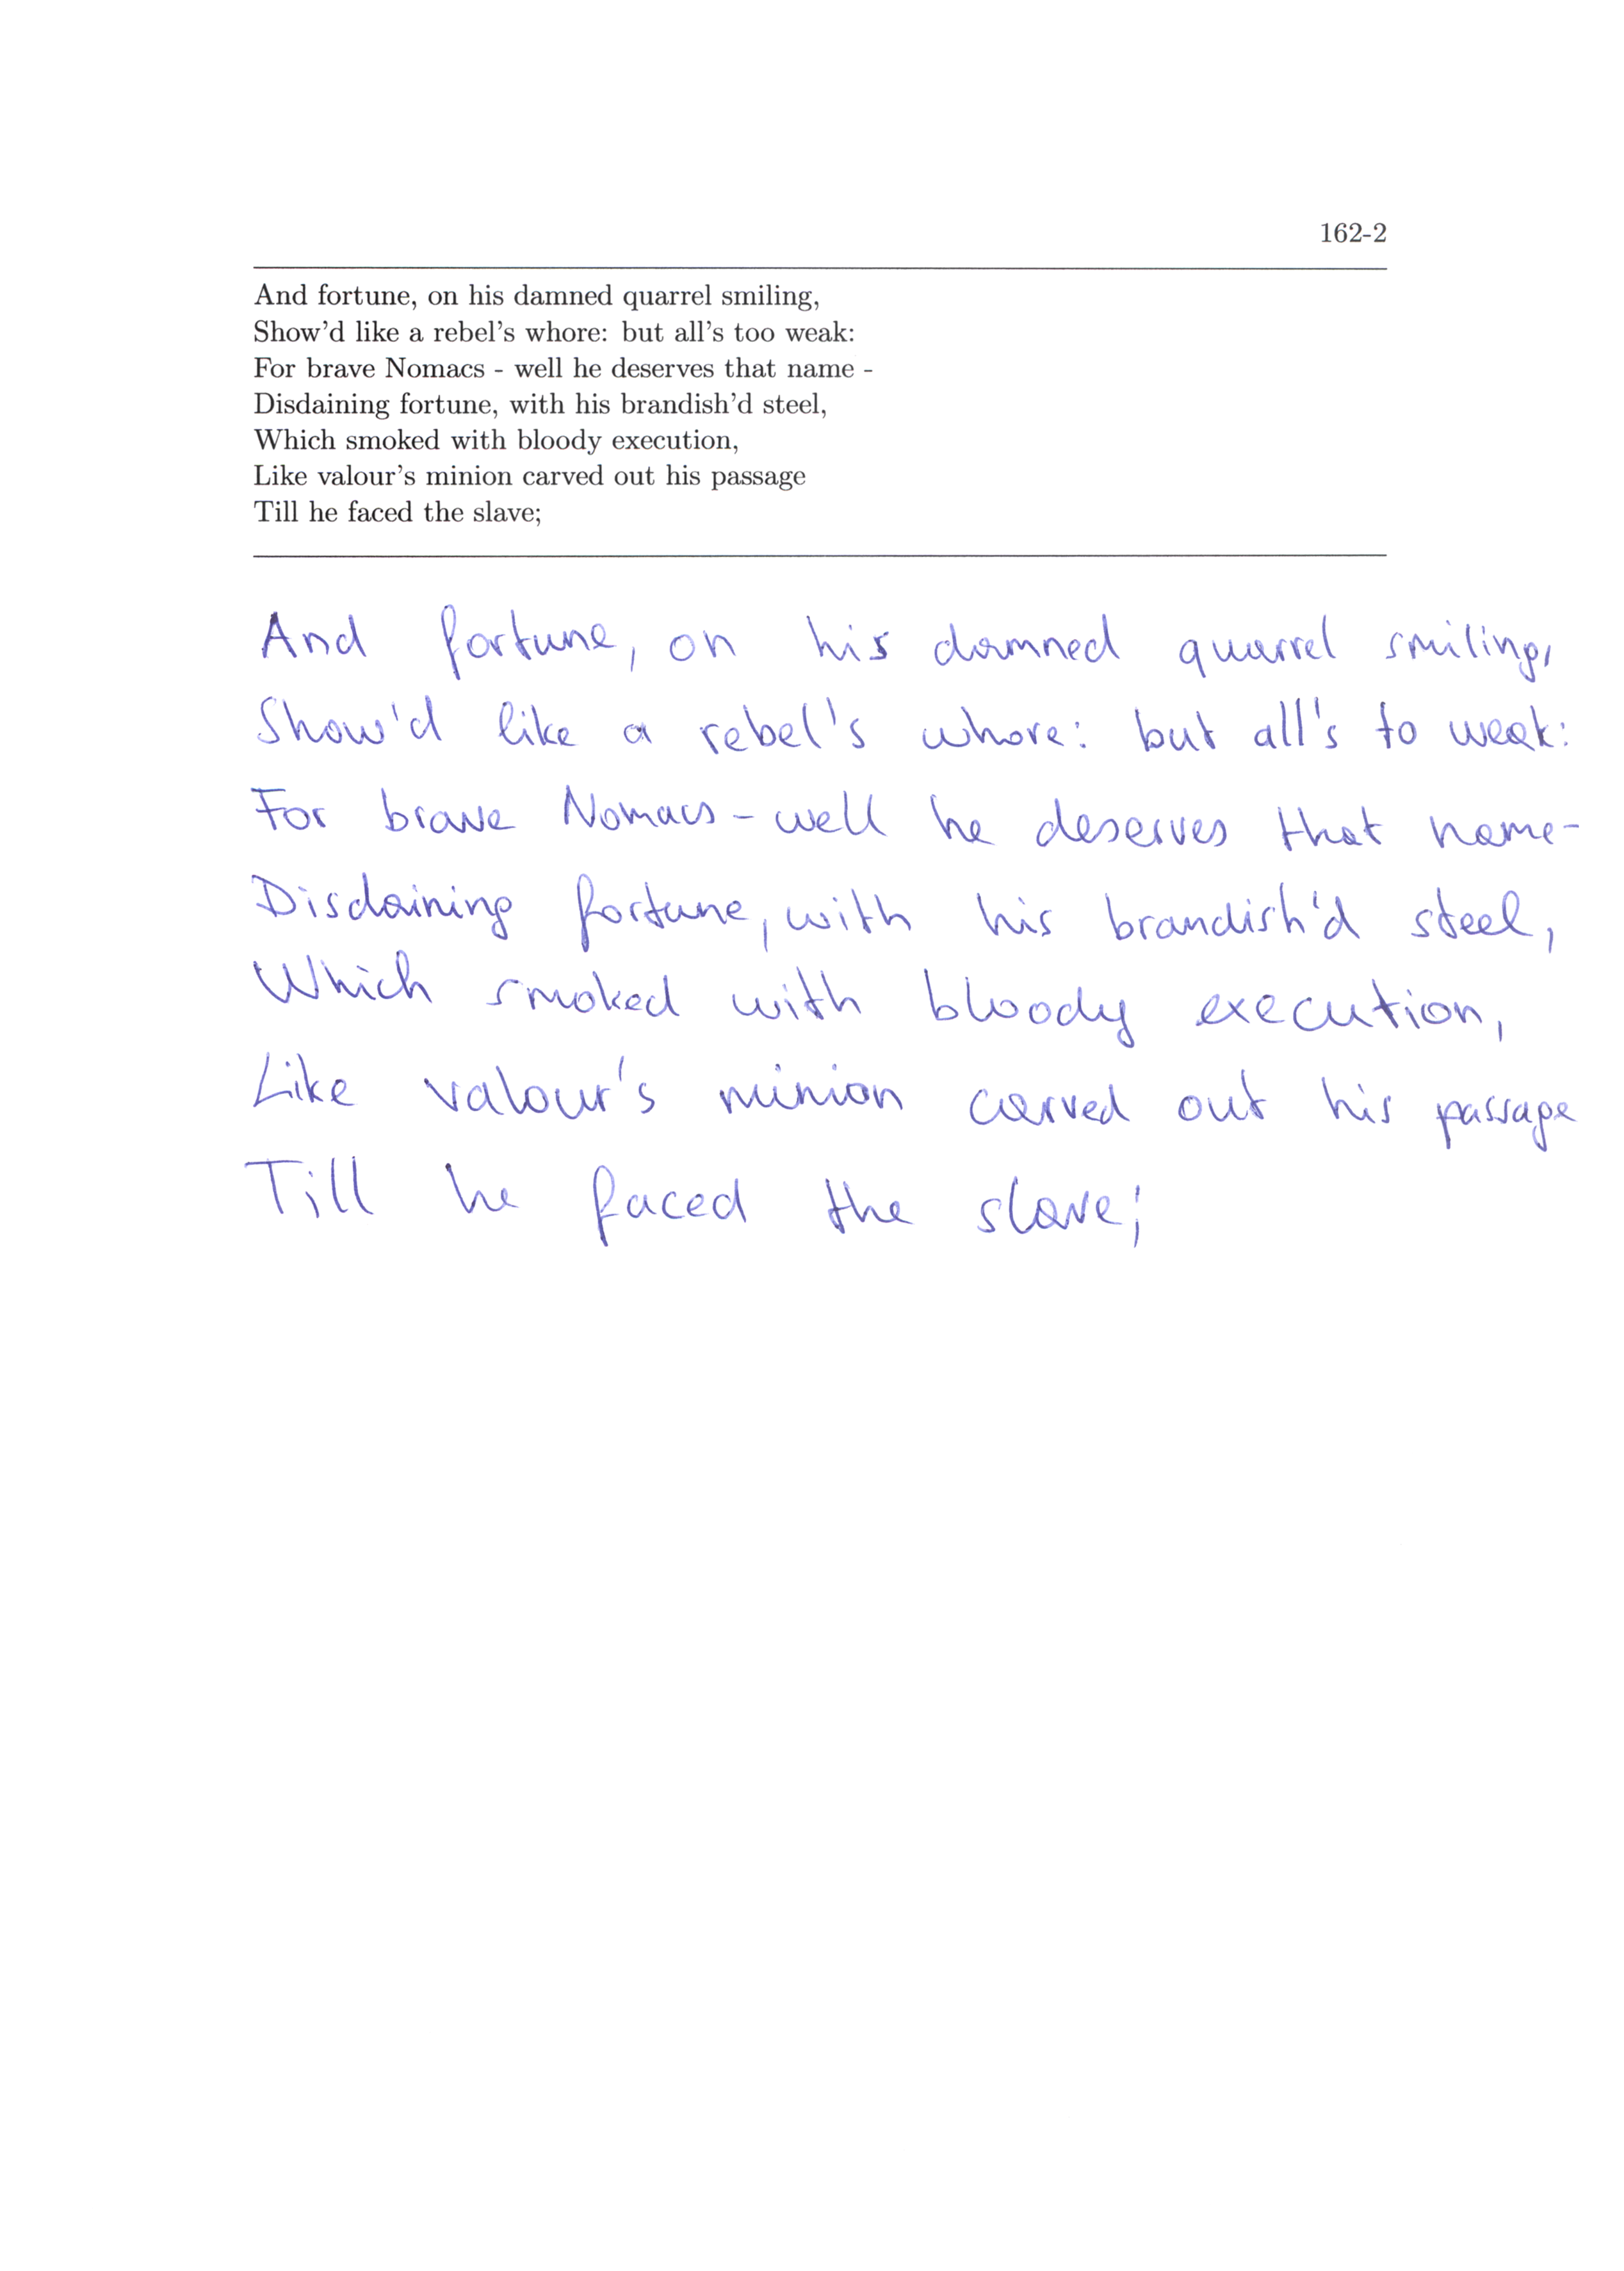 162-2
And fortune, on his damned quarrel smiling,
Show'd like a rebel's whore: but all's too weak:
For brave Nomacs - well he deserves that name -
Disdaining fortune, with his brandish'd steel,
Which smoked with bloody execution,
Like valour's minion carved out his passage
Till he faced the slave;
And fortune, on his damned quarrel smiling,
Show'd like a rebel's whore: but all's to weak:
For brave Nomacs - well he deserves that name -
Disdaining fortune, with his brandish'd steel,
Which smoked with bloody execution,
Like valour's minion carved out his passage
Till he faced the slave;